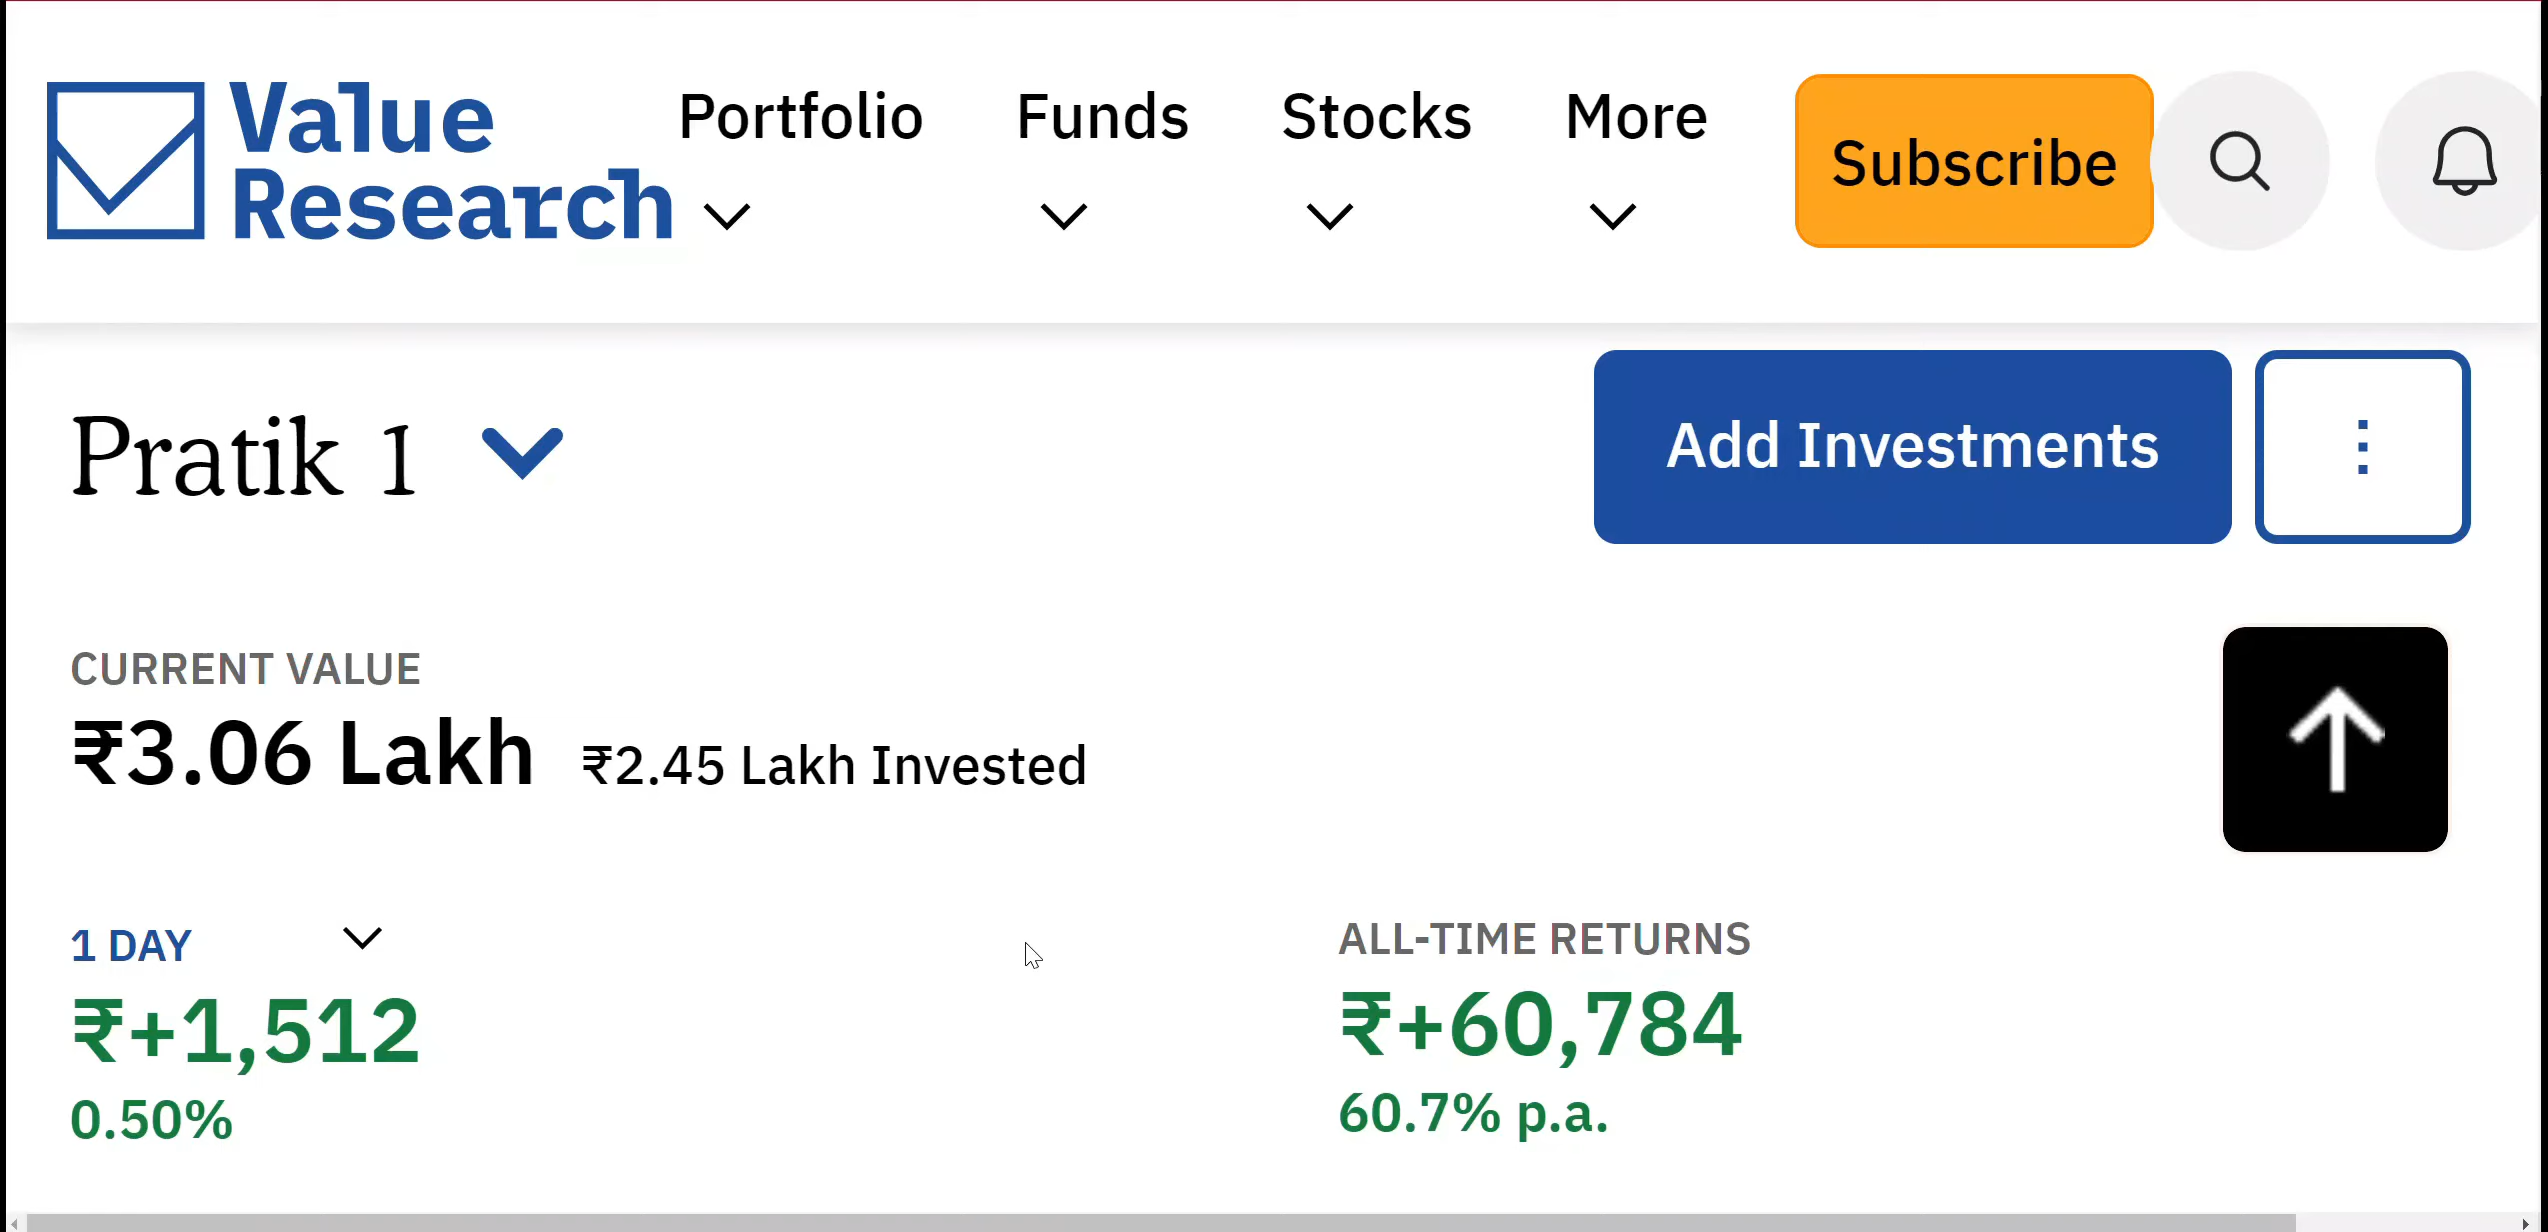 Value
Research
Portfolio
Funds
Stocks
More
Subscribe
Pratik 1
Add Investments
CURRENT VALUE
₹3.06 Lakh ₹2.45 Lakh Invested
1 DAY
₹+1,512
0.50%
ALL-TIME RETURNS
₹+60,784
60.7% p.a.